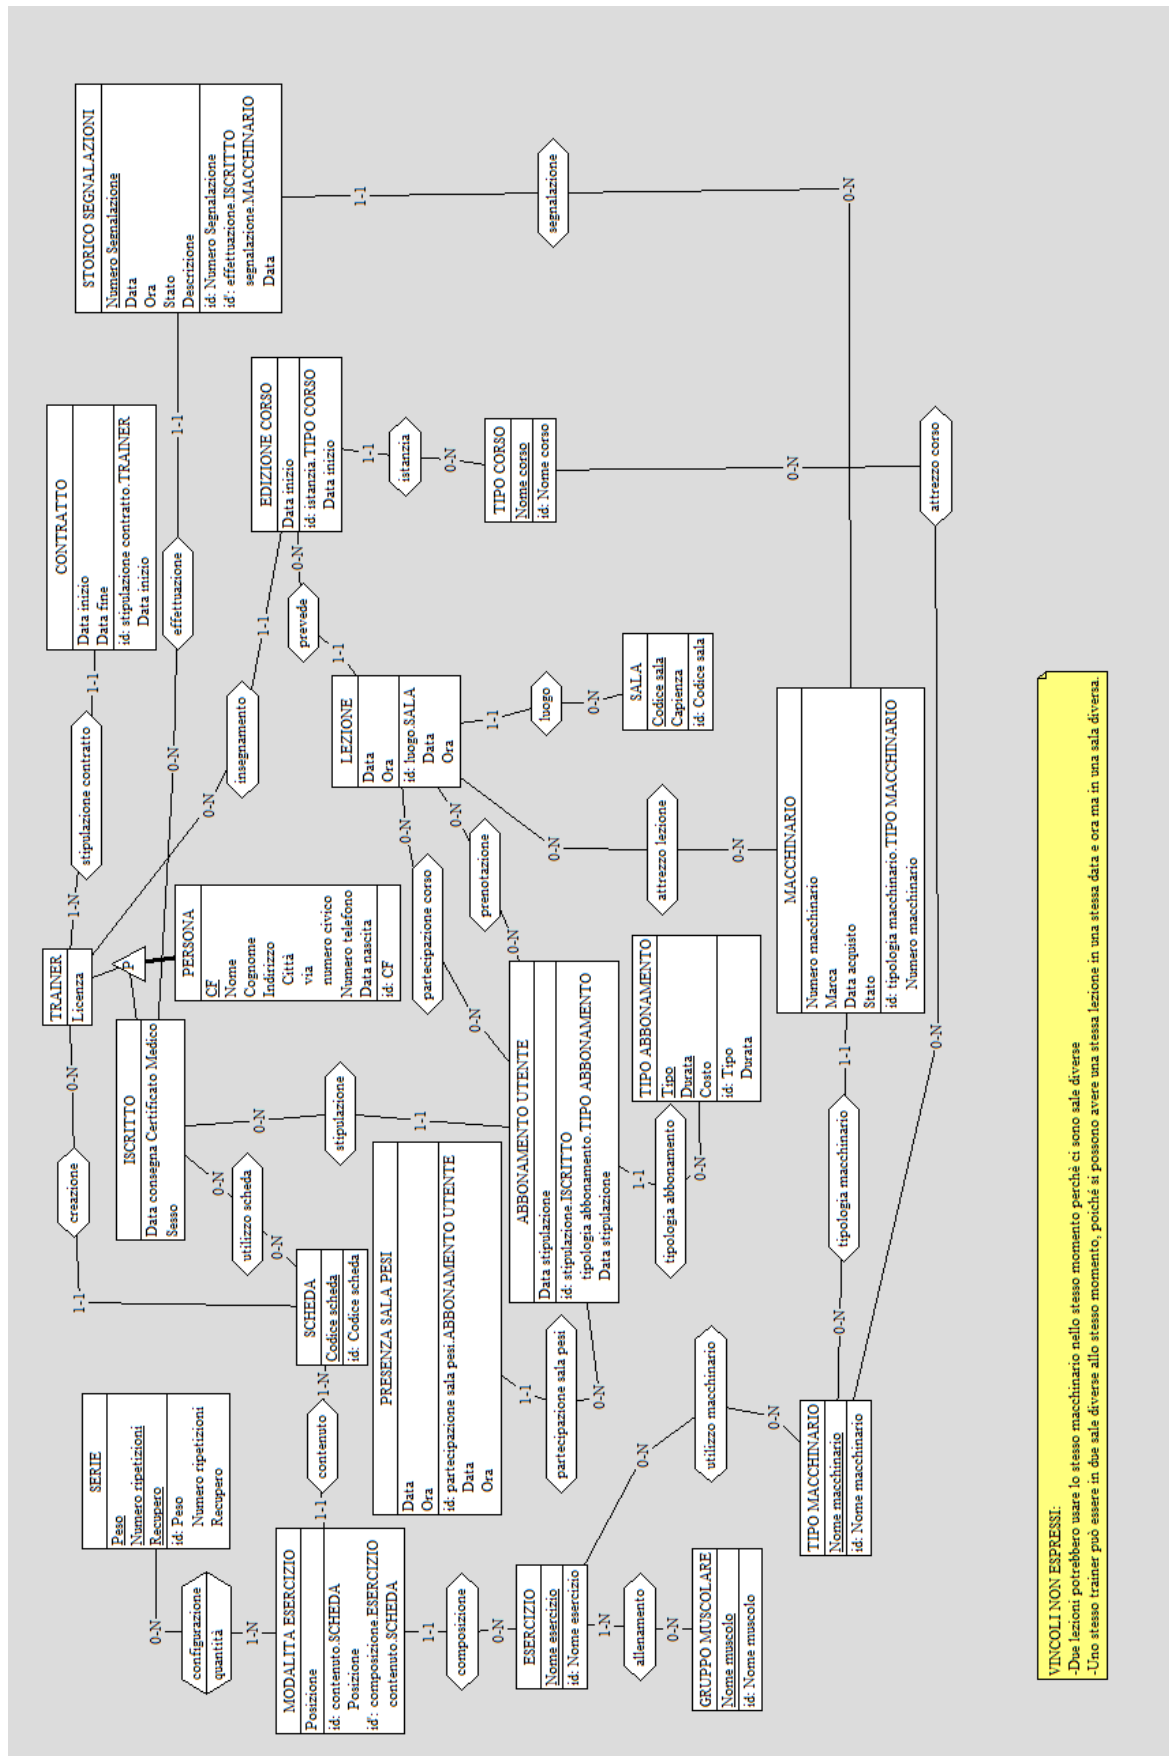 SERIE
Peso
Numero ripetizioni
Recupero
id: Peso
Numero ripetizioni
Recupero
0-N
configurazione
quantità
1-N
MODALITA ESERCIZIO
Posizione
id: contenuto.SCHEDA
Posizione
id': composizione.ESERCIZIO
contenuto.SCHEDA
1-1
contenuto
1-N
SCHEDA
Codice scheda
id: Codice scheda
1-1
creazione
0-N
TRAINER
Licenza
1-N
stipulazione contratto
1-1
CONTRATTO
Data inizio
Data fine
id: stipulazione contratto.TRAINER
Data inizio
STORICO SEGNALAZIONI
Numero Segnalazione
Data
Ora
Stato
Descrizione
id: Numero Segnalazione
id': effettuazione.ISCRITTO
segnalazione.MACCHINARIO
Data
ISCRITTO
Data consegna Certificato Medico
Sesso
P
0-N
effettuazione
1-1
PERSONA
CF
Nome
Cognome
Indirizzo
Città
via
numero civico
Numero telefono
Data nascita
id: CF
0-N
insegnamento
1-1
0-N
utilizzo scheda
0-N
0-N
stipulazione
1-1
EDIZIONE CORSO
Data inizio
id: istanzia.TIPO CORSO
Data inizio
0-N
prevede
1-1
1-1
istanzia
0-N
1-1
segnalazione
0-N
PRESENZA SALA PESI
Data
Ora
id: partecipazione sala pesi.ABBONAMENTO UTENTE
Data
Ora
LEZIONE
Data
Ora
id: luogo.SALA
Data
Ora
0-N
partecipazione corso
0-N
0-N
prenotazione
0-N
1-1
luogo
0-N
TIPO CORSO
Nome corso
id: Nome corso
1-1
composizione
0-N
1-1
partecipazione sala pesi
0-N
ABBONAMENTO UTENTE
Data stipulazione
id: stipulazione.ISCRITTO
tipologia abbonamento.TIPO ABBONAMENTO
Data stipulazione
ESERCIZIO
Nome esercizio
id: Nome esercizio
1-N
allenamento
0-N
0-N
utilizzo macchinario
0-N
1-1
tipologia abbonamento
0-N
TIPO ABBONAMENTO
Tipo
Durata
Costo
id: Tipo
Durata
0-N
attrezzo lezione
0-N
SALA
Codice sala
Capienza
id: Codice sala
GRUPPO MUSCOLARE
Nome muscolo
id: Nome muscolo
TIPO MACCHINARIO
Nome macchinario
id: Nome macchinario
0-N
tipologia macchinario
1-1
MACCHINARIO
Numero macchinario
Marca
Data acquisto
Stato
id: tipologia macchinario.TIPO MACCHINARIO
Numero macchinario
0-N
attrezzo corso
0-N
VINCOLI NON ESPRESSI:
-Due lezioni potrebbero usare lo stesso macchinario nello stesso momento perchè ci sono sale diverse
-Uno stesso trainer può essere in due sale diverse allo stesso momento, poiché si possono avere una stessa lezione in una stessa data e ora ma in una sala diversa.